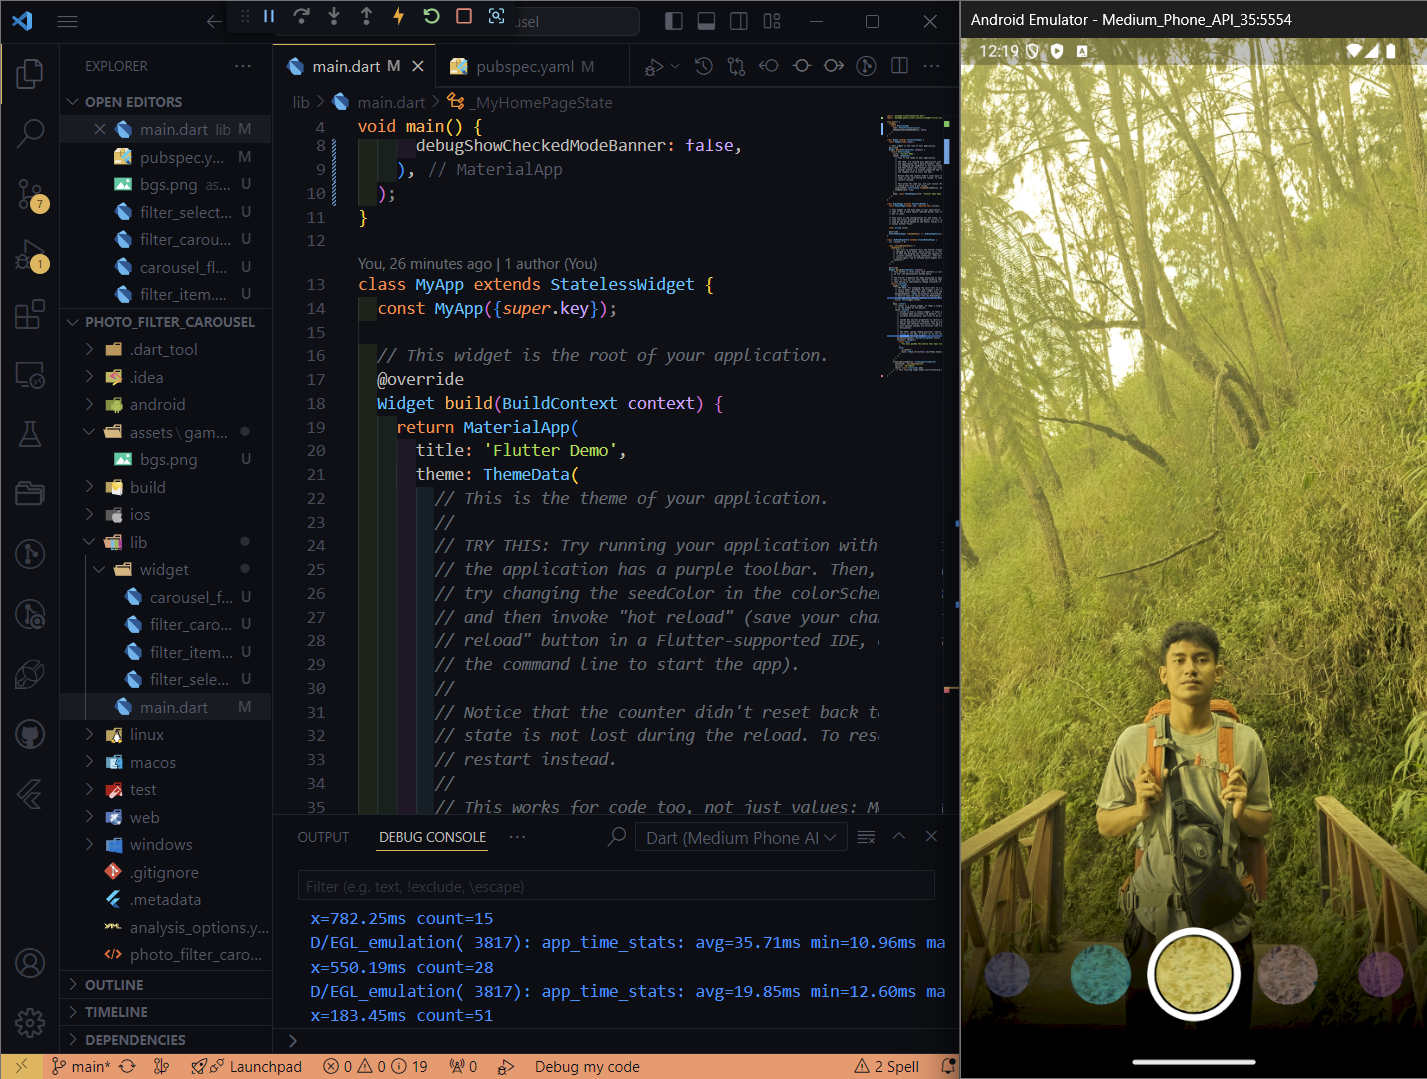 usel
Android Emulator - Medium_Phone_API_35:5554
EXPLORER
main.dart M
pubspec.yaml M
12:19
A
OPEN EDITORS
lib > main.dart > _MyHomePageState
main.dart lib M
pubspec.y... M
bgs.png as... U
filter_select... U
filter_carou... U
carousel_fl... U
filter_item.... U
PHOTO_FILTER_CAROUSEL
.dart_tool
.idea
android
assets \ gam...
bgs.png U
build
ios
lib
widget
carousel_f... U
filter_caro... U
filter_item... U
filter_sele... U
main.dart M
linux
macos
test
web
windows
.gitignore
.metadata
analysis_options.y...
photo_filter_caro...
OUTLINE
TIMELINE
DEPENDENCIES
7
1
4 void main() {
8 debugShowCheckedModeBanner: false,
9 ), // MaterialApp
10 );
11 }
12
You, 26 minutes ago | 1 author (You)
13 class MyApp extends StatelessWidget {
14 const MyApp({super.key});
15
16 // This widget is the root of your application.
17 @override
18 Widget build(BuildContext context) {
19 return MaterialApp(
20 title: 'Flutter Demo',
21 theme: ThemeData(
22 // This is the theme of your application.
23 //
24 // TRY THIS: Try running your application with
25 // the application has a purple toolbar. Then,
26 // try changing the seedColor in the colorSche
27 // and then invoke "hot reload" (save your cha
28 // reload" button in a Flutter-supported IDE,
29 // the command line to start the app).
30 //
31 // Notice that the counter didn't reset back t
32 // state is not lost during the reload. To res
33 // restart instead.
34 //
35 // This works for code too, not just values: M
OUTPUT DEBUG CONSOLE ...
Dart (Medium Phone AI
Filter (e.g. text, !exclude, \escape)
x=782.25ms count=15
D/EGL_emulation( 3817): app_time_stats: avg=35.71ms min=10.96ms ma
x=550.19ms count=28
D/EGL_emulation( 3817): app_time_stats: avg=19.85ms min=12.60ms ma
x=183.45ms count=51
main* Launchpad 0 0 19 0 Debug my code 2 Spell